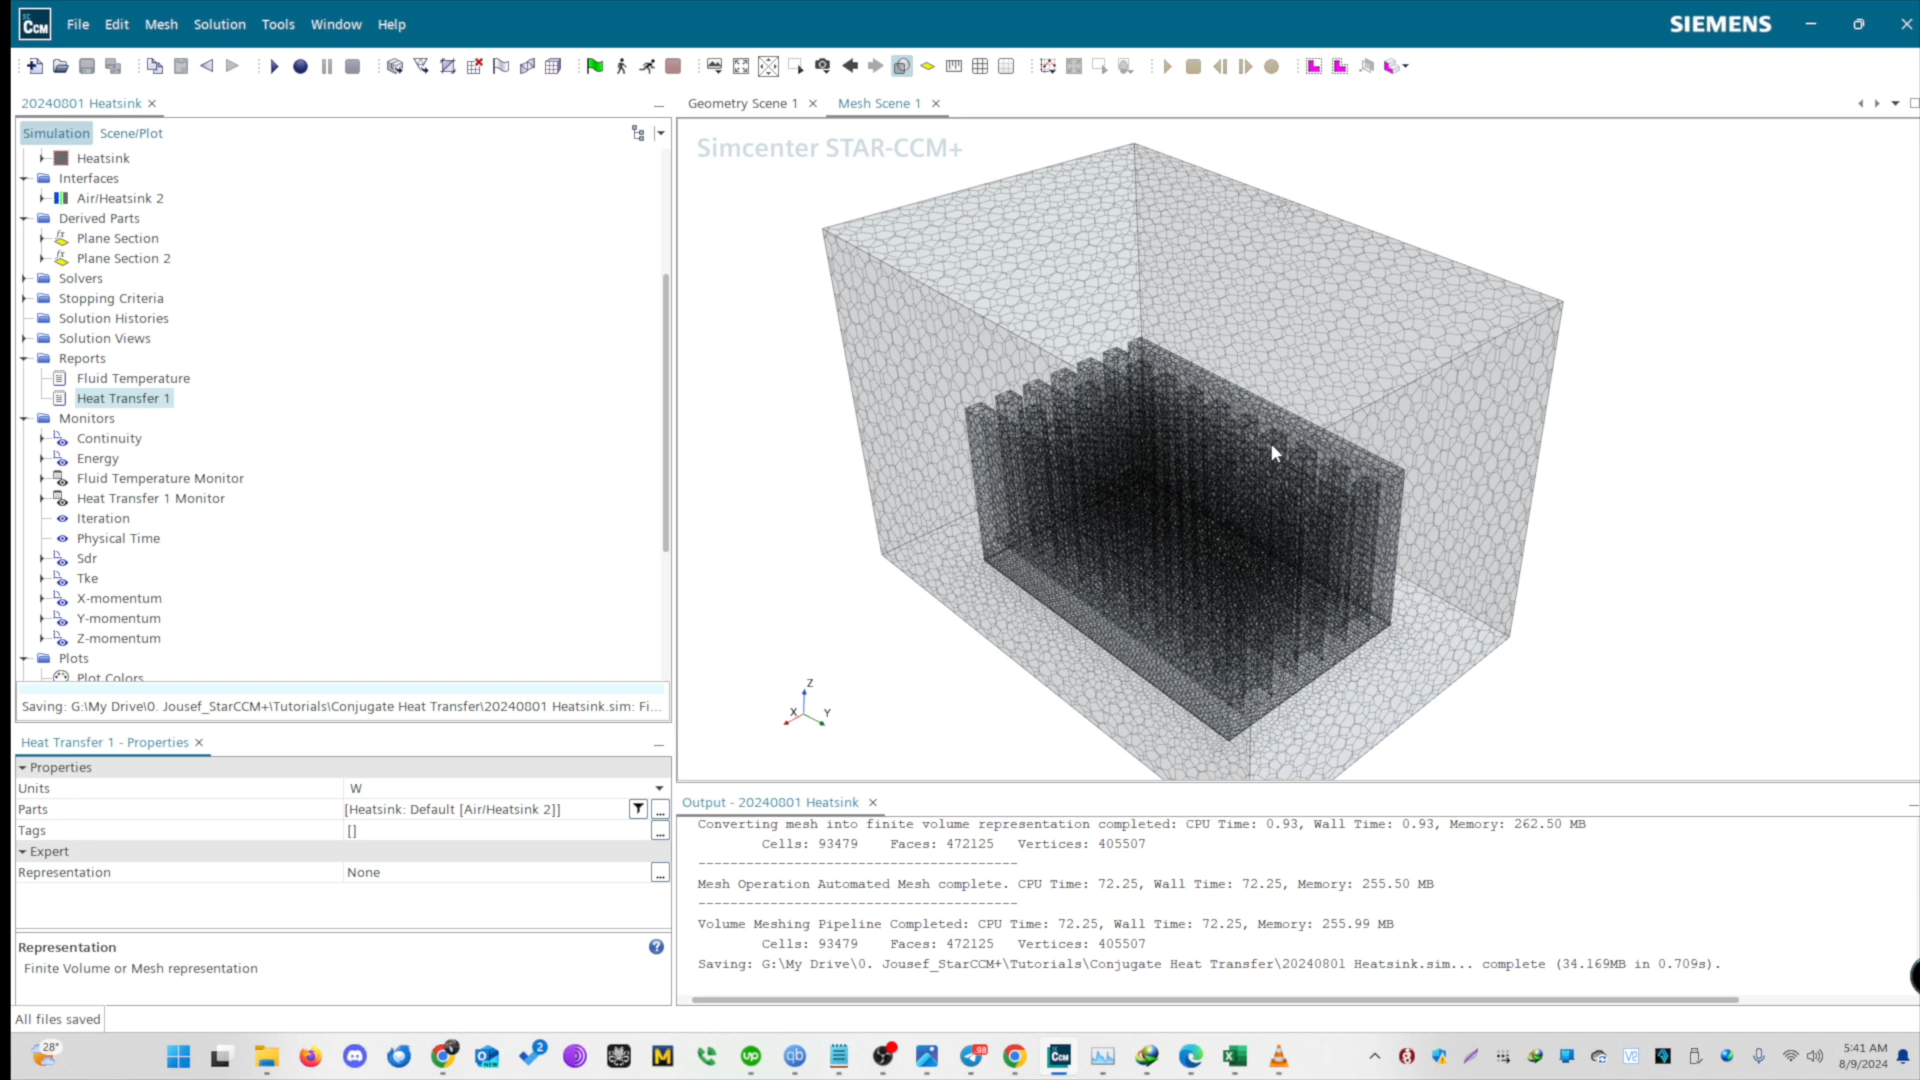 CCM File Edit Mesh Solution Tools Window Help SIEMENS
20240801 Heatsink
Geometry Scene 1 Mesh Scene 1
Simulation Scene/Plot
Simcenter STAR-CCM+
Heatsink
Interfaces
Air/Heatsink 2
Derived Parts
Plane Section
Plane Section 2
Solvers
Stopping Criteria
Solution Histories
Solution Views
Reports
Fluid Temperature
Heat Transfer 1
Monitors
Continuity
Energy
Fluid Temperature Monitor
Heat Transfer 1 Monitor
Iteration
Physical Time
Sdr
Tke
X-momentum
Y-momentum
Z-momentum
Plots
Plot Colors
Z
X
Y
Saving: G:\My Drive\0. Jousef_StarCCM+\Tutorials\Conjugate Heat Transfer\20240801 Heatsink.sim: Fi...
Heat Transfer 1 - Properties
Properties
Units W
Parts [Heatsink: Default [Air/Heatsink 2]]
Tags []
Expert
Representation None
Representation
Finite Volume or Mesh representation
All files saved
Output - 20240801 Heatsink
Converting mesh into finite volume representation completed: CPU Time: 0.93, Wall Time: 0.93, Memory: 262.50 MB
Cells: 93479 Faces: 472125 Vertices: 405507
----------------------------------------
Mesh Operation Automated Mesh complete. CPU Time: 72.25, Wall Time: 72.25, Memory: 255.50 MB
----------------------------------------
Volume Meshing Pipeline Completed: CPU Time: 72.25, Wall Time: 72.25, Memory: 255.99 MB
Cells: 93479 Faces: 472125 Vertices: 405507
Saving: G:\My Drive\0. Jousef_StarCCM+\Tutorials\Conjugate Heat Transfer\20240801 Heatsink.sim... complete (34.169MB in 0.709s).
28°
5:41 AM
8/9/2024